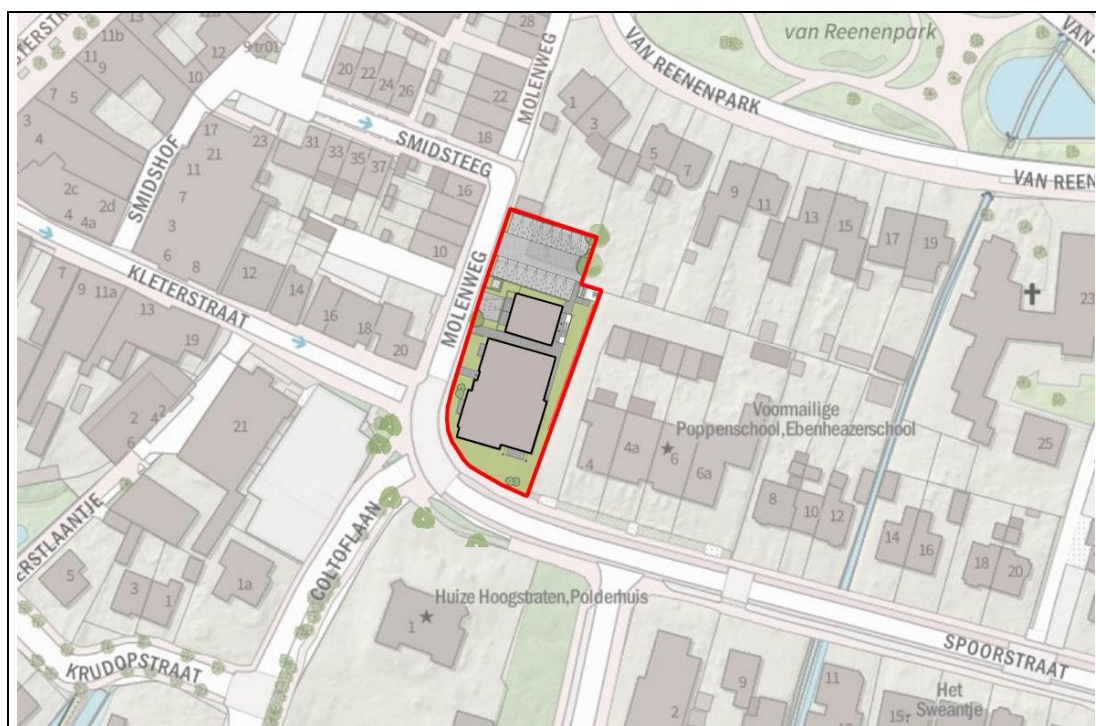 28
11b
11
9
12
9 tr01
10
7
5
3
4
2c
4
4a
2d
SMIDSHOF
17
21
11
7
3
6
8
23
20
22
24
26
22
18
SMIDSTEEG
31
33
35
37
16
10
MOLENWEG
MOLENWEG
KLETERSTRAAT
12
14
16
18
20
7
9
11a
13
19
2
4
2
6
21
van Reenenpark
VAN REENENPARK
VAN REEN
1
3
5
7
9
11
13
15
17
19
23
25
Voormailige
Poppenschool,Ebenheazerschool
4
4a
6
6a
8
10
12
14
16
18
20
ERSTLAANTJE
5
3
1
1a
COLTOFLAAN
KRUDOPSTRAAT
Huize Hoogstraten,Polderhuis
1
SPOORSTRAAT
2
9
11
Het
Sweantje
15